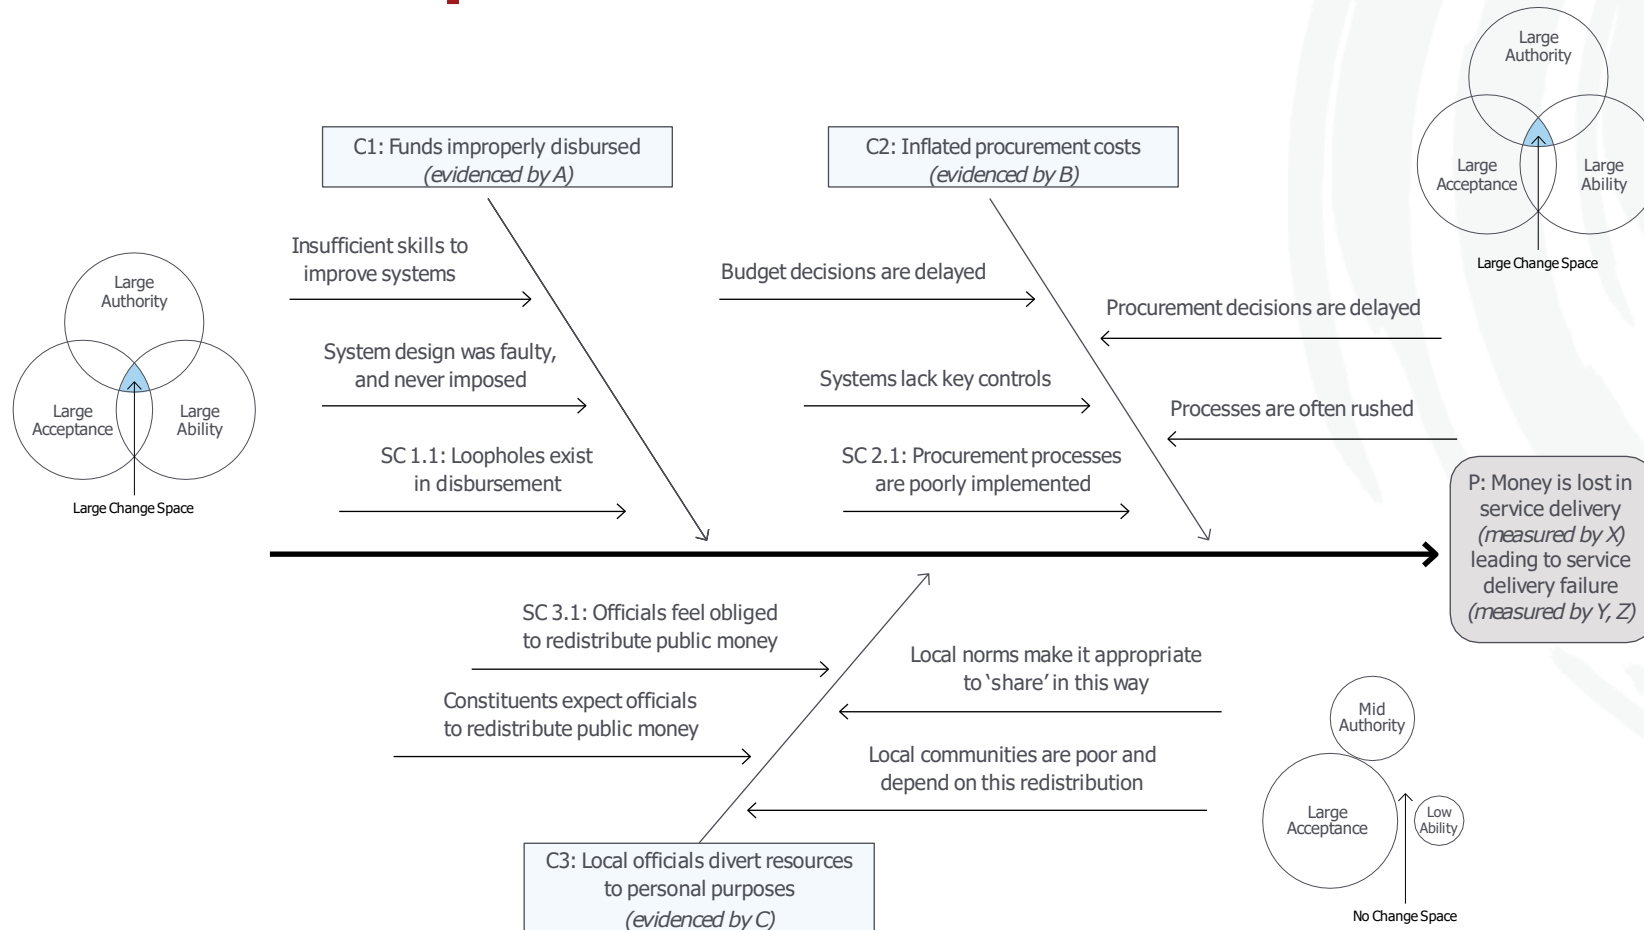 Large
Authority
Large
Acceptance
Large
Ability
Large Change Space
C1: Funds improperly disbursed
(evidenced by A)
C2: Inflated procurement costs
(evidenced by B)
Insufficient skills to
improve systems
Budget decisions are delayed
Procurement decisions are delayed
Large
Authority
Large
Acceptance
Large
Ability
Large Change Space
System design was faulty,
and never imposed
Systems lack key controls
Processes are often rushed
SC 1.1: Loopholes exist
in disbursement
SC 2.1: Procurement processes
are poorly implemented
P: Money is lost in
service delivery
(measured by X)
leading to service
delivery failure
(measured by Y, Z)
SC 3.1: Officials feel obliged
to redistribute public money
Local norms make it appropriate
to ‘share’ in this way
Constituents expect officials
to redistribute public money
Local communities are poor and
depend on this redistribution
Mid
Authority
Large
Acceptance
Low
Ability
No Change Space
C3: Local officials divert resources
to personal purposes
(evidenced by C)